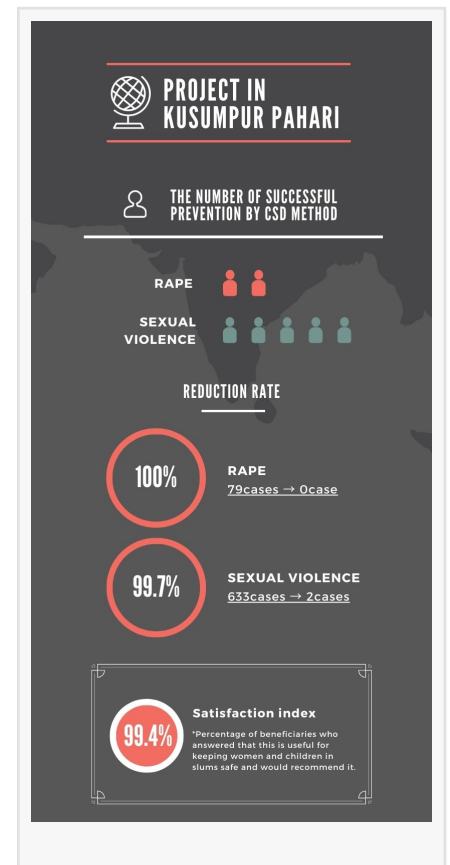 PROJECT IN
KUSUMPUR PAHARI
THE NUMBER OF SUCCESSFUL
PREVENTION BY CSD METHOD
RAPE
SEXUAL
VIOLENCE
REDUCTION RATE
100%
RAPE
79cases → 0case
99.7%
SEXUAL VIOLENCE
633cases → 2cases
99.4%
Satisfaction index
*Percentage of beneficiaries who
answered that this is useful for
keeping women and children in
slums safe and would recommend it.